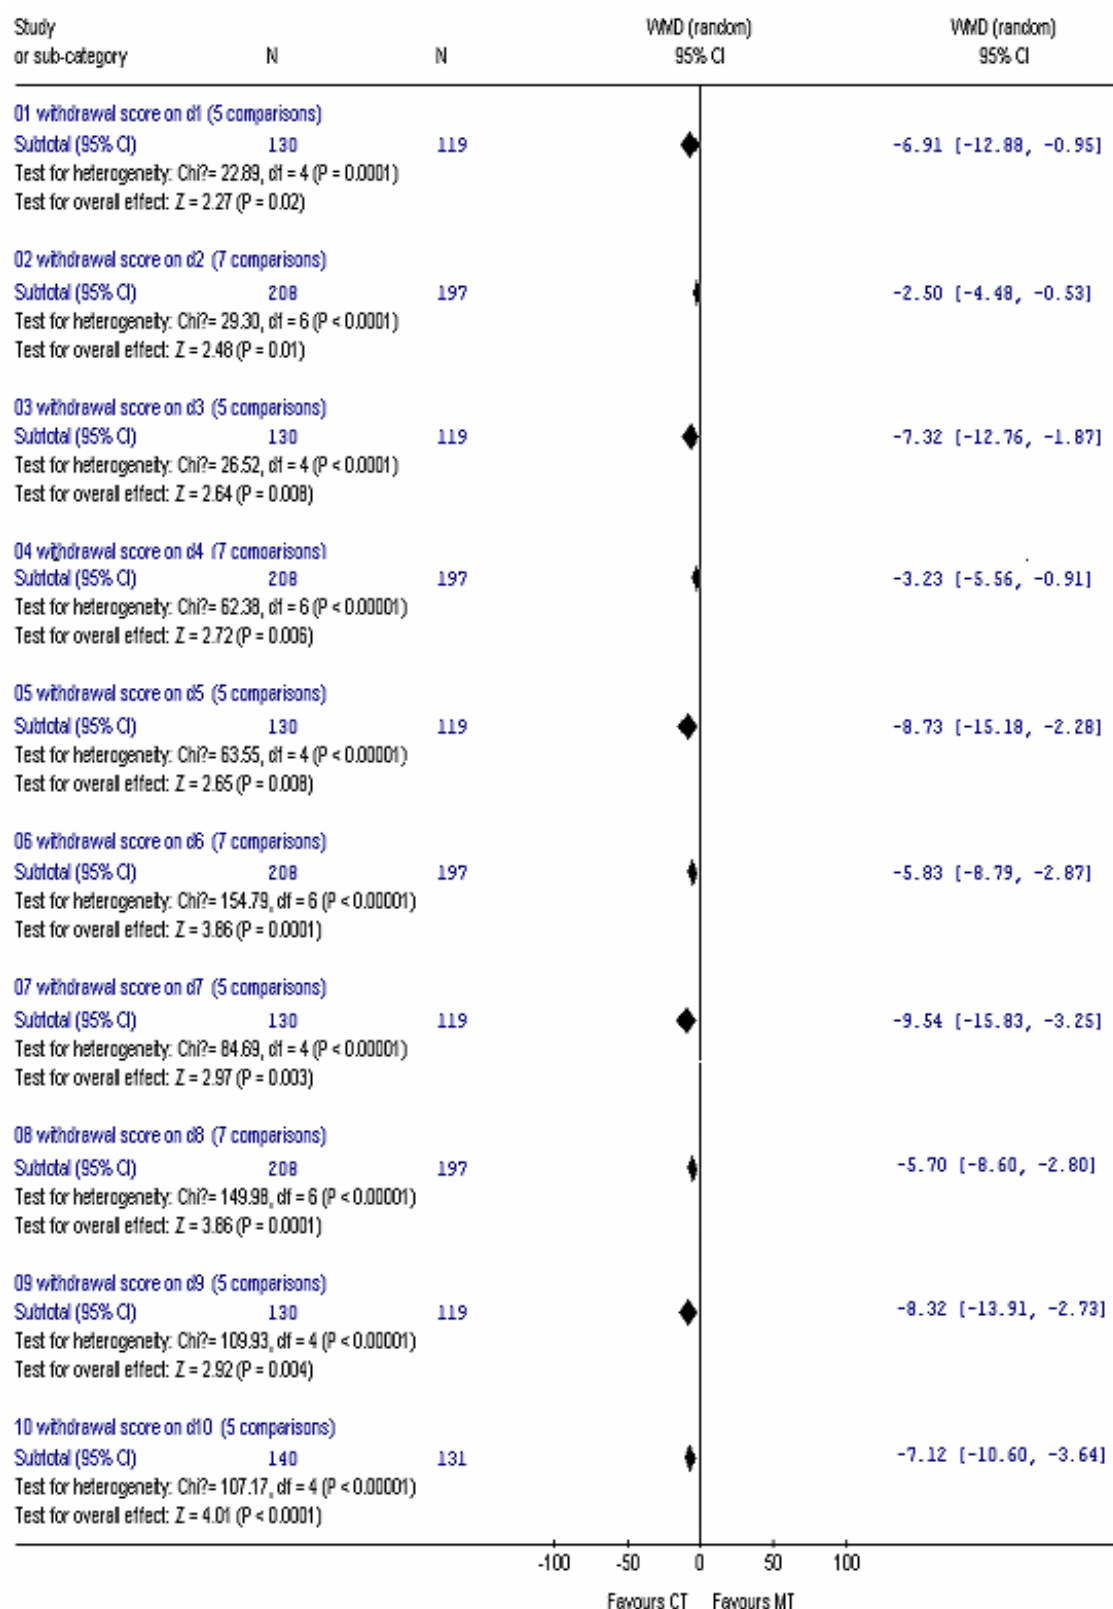 Study WMD (random) WMD (random)
or sub-category N N 95% CI 95% CI
01 withdrawal score on d1 (5 comparisons)
Subtotal (95% CI) 130 119 -6.91 [-12.88, -0.95]
Test for heterogeneity: Chi?= 22.89, df = 4 (P = 0.0001)
Test for overall effect: Z = 2.27 (P = 0.02)
02 withdrawal score on d2 (7 comparisons)
Subtotal (95% CI) 208 197 -2.50 [-4.48, -0.53]
Test for heterogeneity: Chi?= 29.30, df = 6 (P < 0.0001)
Test for overall effect: Z = 2.48 (P = 0.01)
03 withdrawal score on d3 (5 comparisons)
Subtotal (95% CI) 130 119 -7.32 [-12.76, -1.87]
Test for heterogeneity: Chi?= 26.52, df = 4 (P < 0.0001)
Test for overall effect: Z = 2.64 (P = 0.008)
04 withdrawal score on d4 (7 comparisons)
Subtotal (95% CI) 208 197 -3.23 [-5.56, -0.91]
Test for heterogeneity: Chi?= 62.38, df = 6 (P < 0.00001)
Test for overall effect: Z = 2.72 (P = 0.006)
05 withdrawal score on d5 (5 comparisons)
Subtotal (95% CI) 130 119 -8.73 [-15.18, -2.28]
Test for heterogeneity: Chi?= 63.55, df = 4 (P < 0.00001)
Test for overall effect: Z = 2.65 (P = 0.008)
06 withdrawal score on d6 (7 comparisons)
Subtotal (95% CI) 208 197 -5.83 [-8.79, -2.87]
Test for heterogeneity: Chi?= 154.79, df = 6 (P < 0.00001)
Test for overall effect: Z = 3.86 (P = 0.0001)
07 withdrawal score on d7 (5 comparisons)
Subtotal (95% CI) 130 119 -9.54 [-15.83, -3.25]
Test for heterogeneity: Chi?= 84.69, df = 4 (P < 0.00001)
Test for overall effect: Z = 2.97 (P = 0.003)
08 withdrawal score on d8 (7 comparisons)
Subtotal (95% CI) 208 197 -5.70 [-8.60, -2.80]
Test for heterogeneity: Chi?= 149.98, df = 6 (P < 0.00001)
Test for overall effect: Z = 3.86 (P = 0.0001)
09 withdrawal score on d9 (5 comparisons)
Subtotal (95% CI) 130 119 -8.32 [-13.91, -2.73]
Test for heterogeneity: Chi?= 109.93, df = 4 (P < 0.00001)
Test for overall effect: Z = 2.92 (P = 0.004)
10 withdrawal score on d10 (5 comparisons)
Subtotal (95% CI) 140 131 -7.12 [-10.60, -3.64]
Test for heterogeneity: Chi?= 107.17, df = 4 (P < 0.00001)
Test for overall effect: Z = 4.01 (P < 0.0001)
-100 -50 0 50 100
Favours CT Favours MT